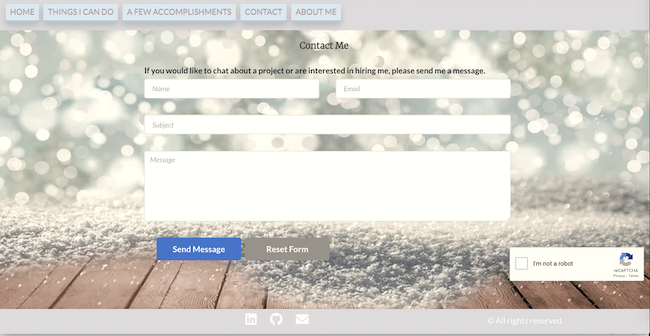 HOME THINGS I CAN DO A FEW ACCOMPLISHMENTS CONTACT ABOUT ME
Contact Me
If you would like to chat about a project or are interested in hiring me, please send me a message.
Name Email
Subject
Message
Send Message Reset Form
I'm not a robot
reCAPTCHA
Privacy - Terms
© All rights reserved.